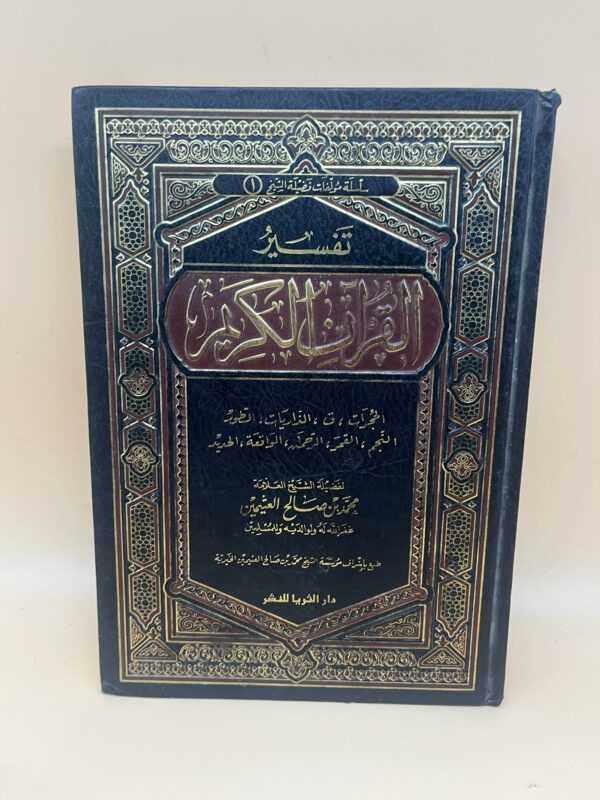 سلسلة مؤلفات فضيلة الشيخ ١
تفسير
القرآن الكريم
الحجرات، ق، الذاريات، الطور
النجم، القمر، الرحمن، الواقعة، الحديد
لفضيلة الشيخ العلامة
محمد بن صالح العثيمين
غفر الله له ولوالديه وللمسلمين
طبع بإشراف مؤسسة الشيخ محمد بن صالح العثيمين الخيرية
دار الثريا للنشر